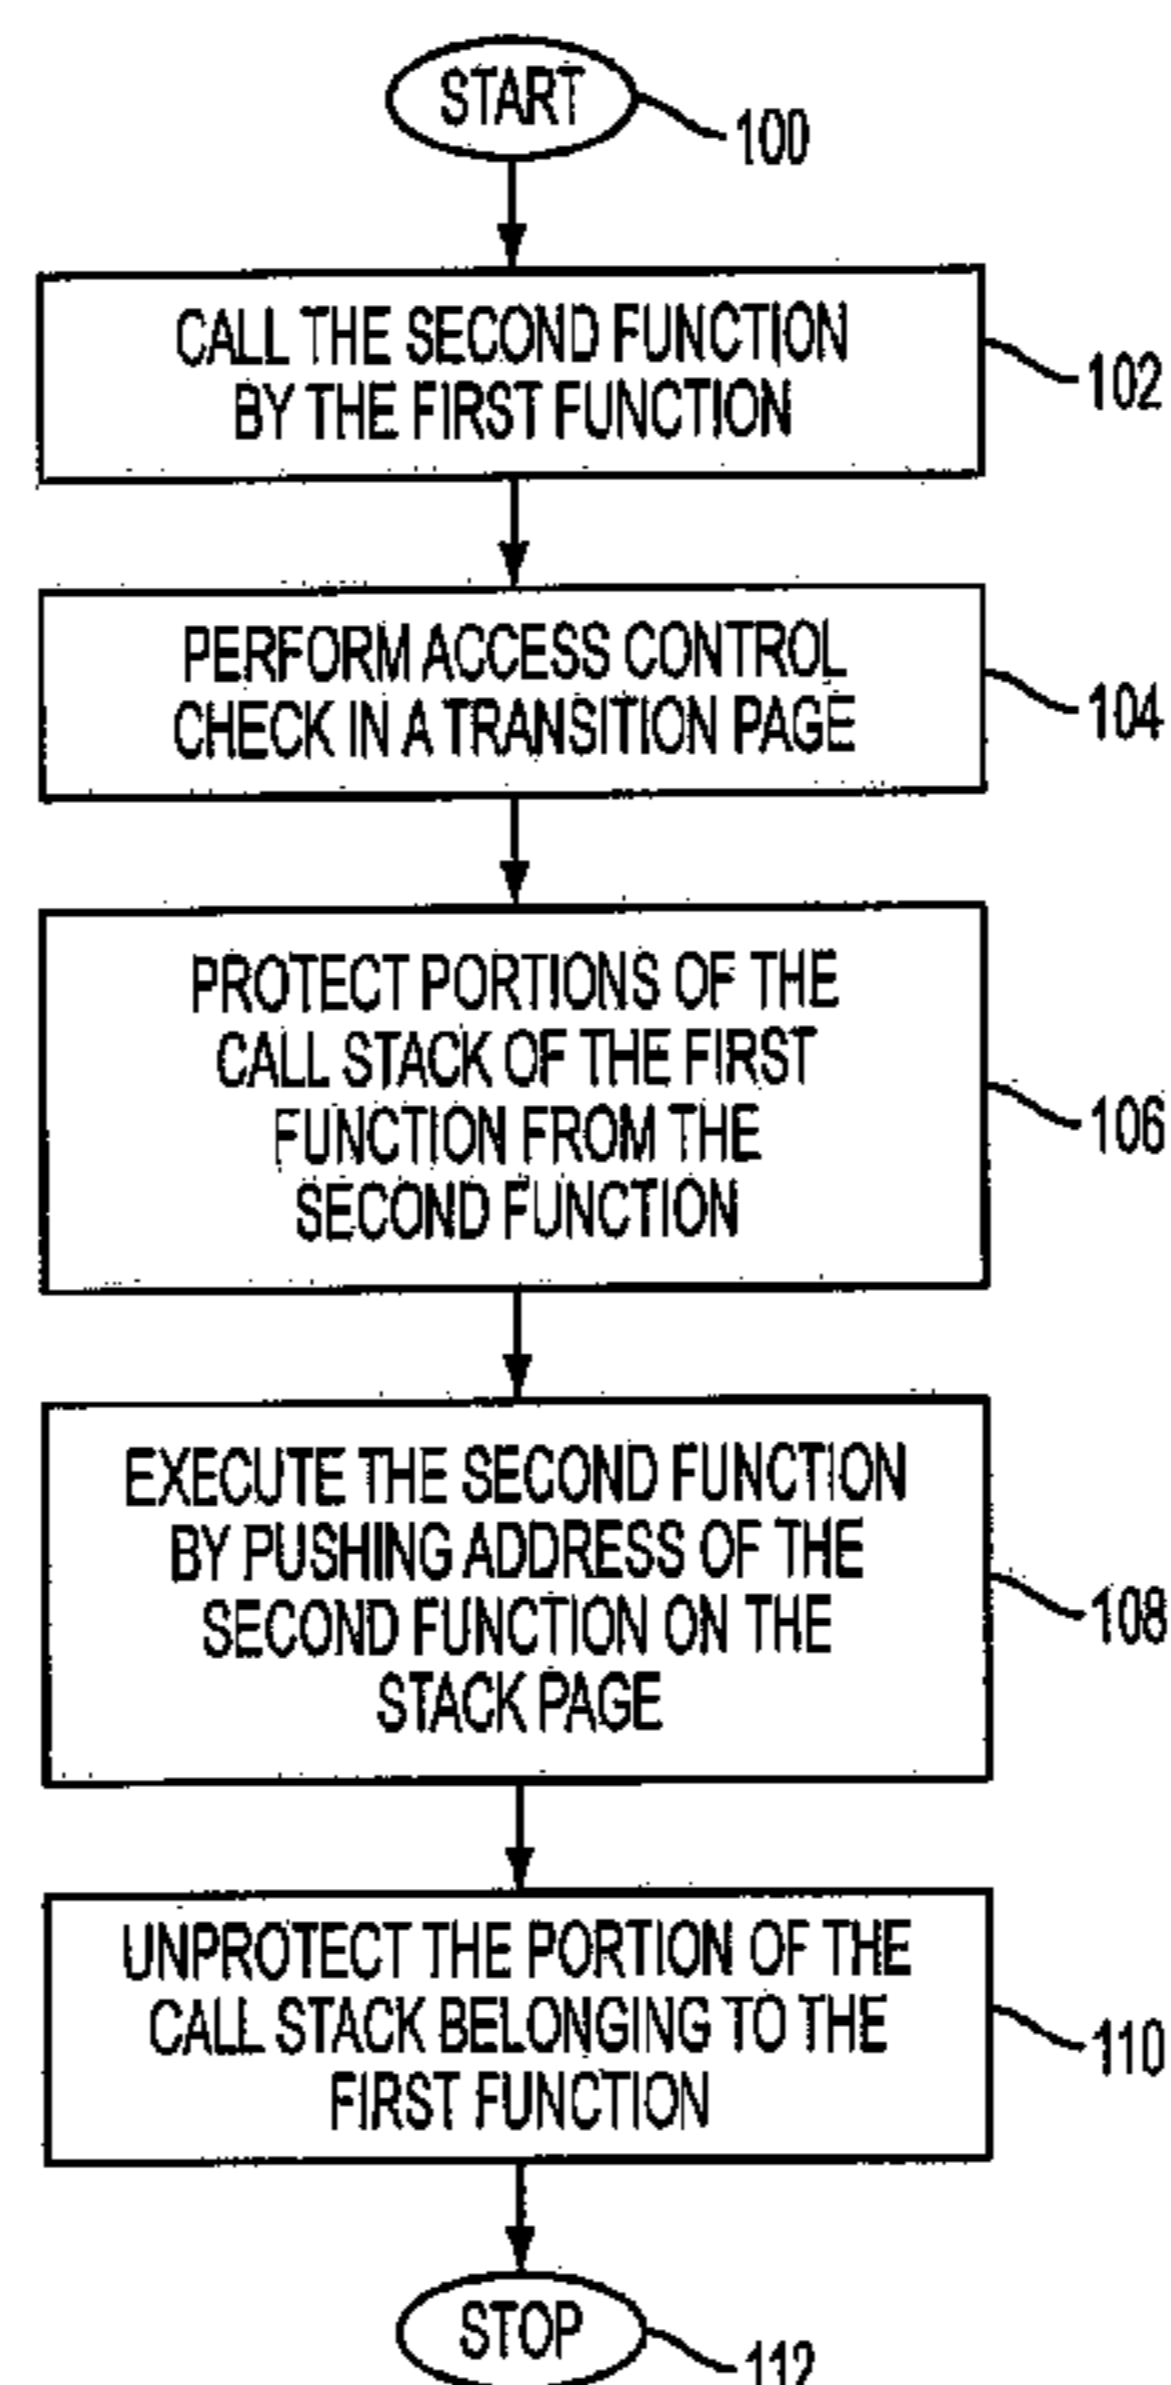 START
100
CALL THE SECOND FUNCTION
BY THE FIRST FUNCTION
102
PERFORM ACCESS CONTROL
CHECK IN A TRANSITION PAGE
104
PROTECT PORTIONS OF THE
CALL STACK OF THE FIRST
FUNCTION FROM THE
SECOND FUNCTION
106
EXECUTE THE SECOND FUNCTION
BY PUSHING ADDRESS OF THE
SECOND FUNCTION ON THE
STACK PAGE
108
UNPROTECT THE PORTION OF THE
CALL STACK BELONGING TO THE
FIRST FUNCTION
110
STOP
112